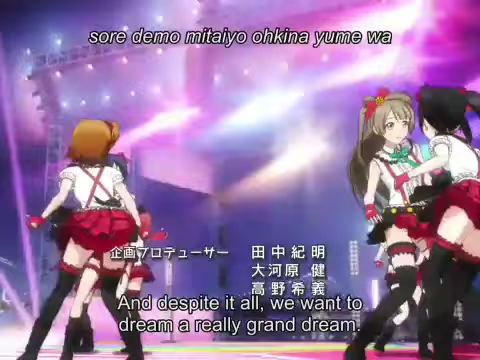 sore demo mitaiyo ohkina yume wa
企画プロデューサー 田中紀明
大河原 健
高野希義
And despite it all, we want to
dream a really grand dream.